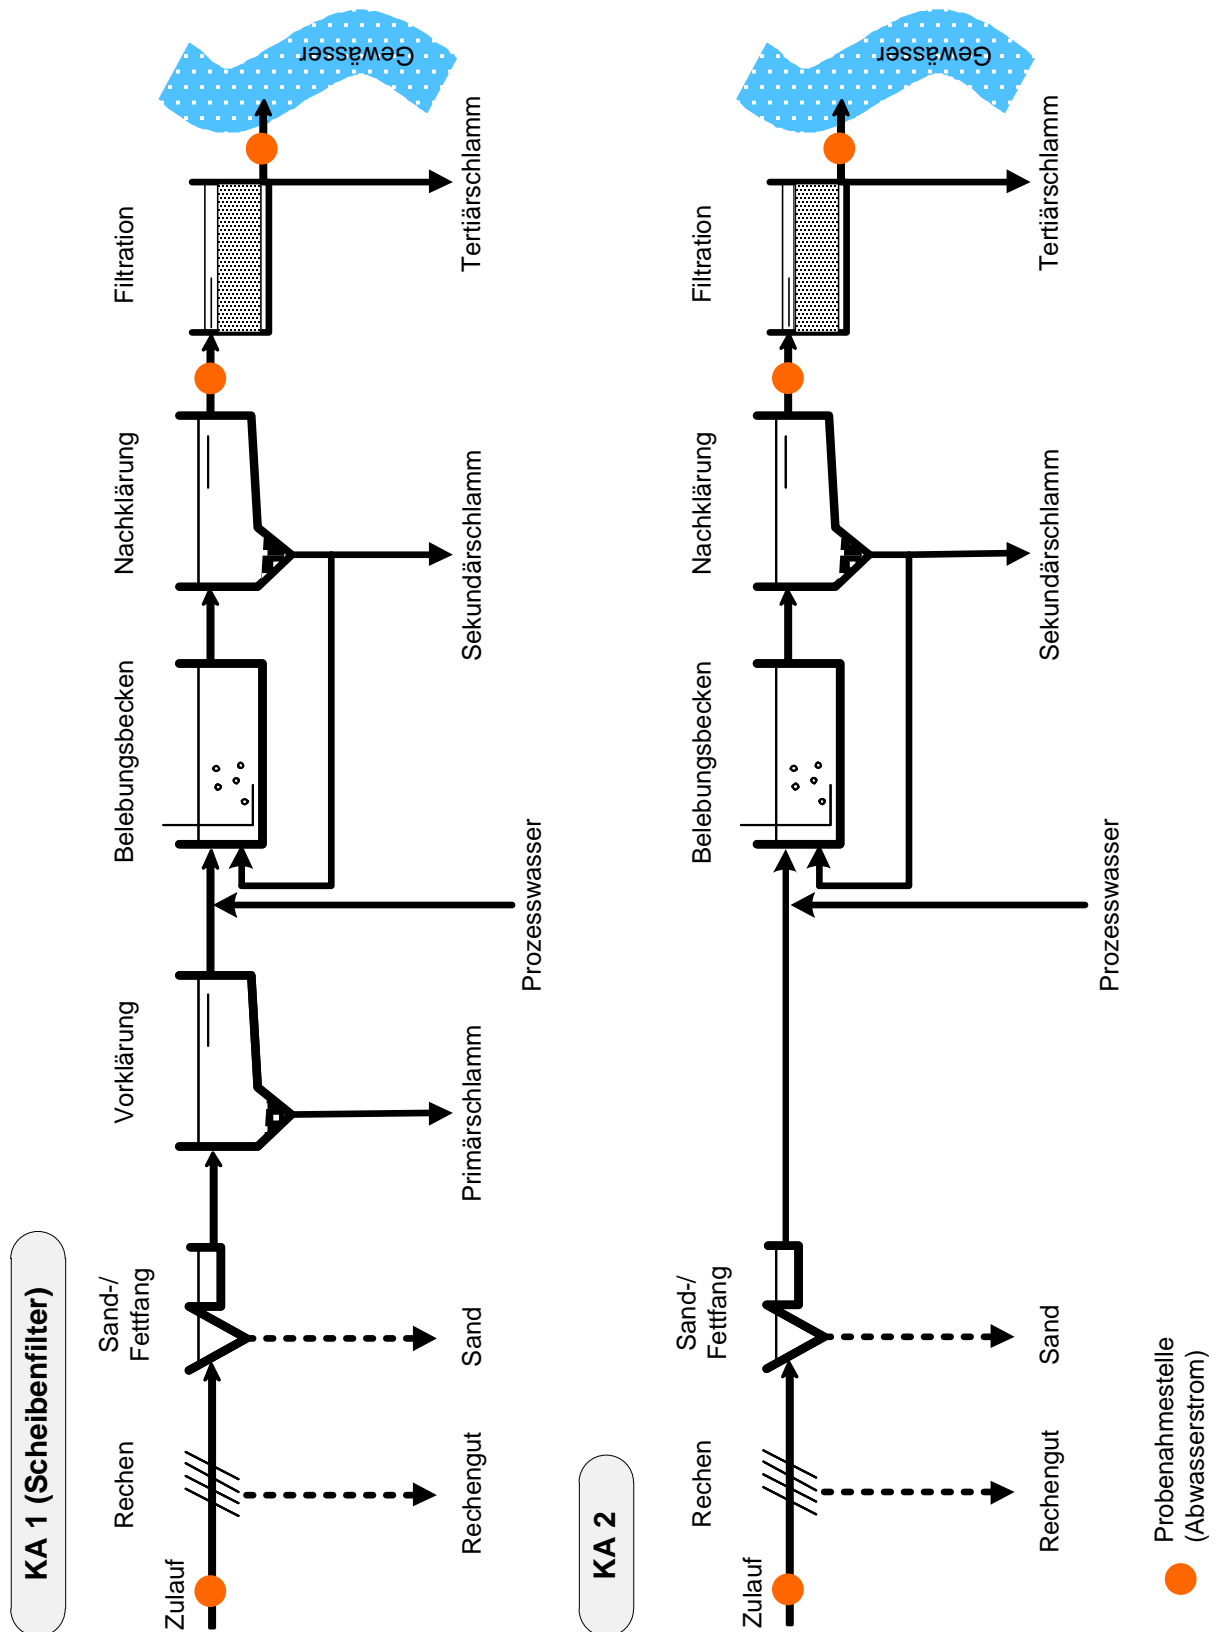 KA 1 (Scheibenfilter)
Zulauf
Rechen
Sand-/
Fettfang
Vorklärung
Belebungsbecken
Nachklärung
Filtration
Gewässer
Rechengut
Sand
Primärschlamm
Prozesswasser
Sekundärschlamm
Tertiärschlamm
KA 2
Zulauf
Rechen
Sand-/
Fettfang
Belebungsbecken
Nachklärung
Filtration
Gewässer
Rechengut
Sand
Prozesswasser
Sekundärschlamm
Tertiärschlamm
Probenahmestelle
(Abwasserstrom)